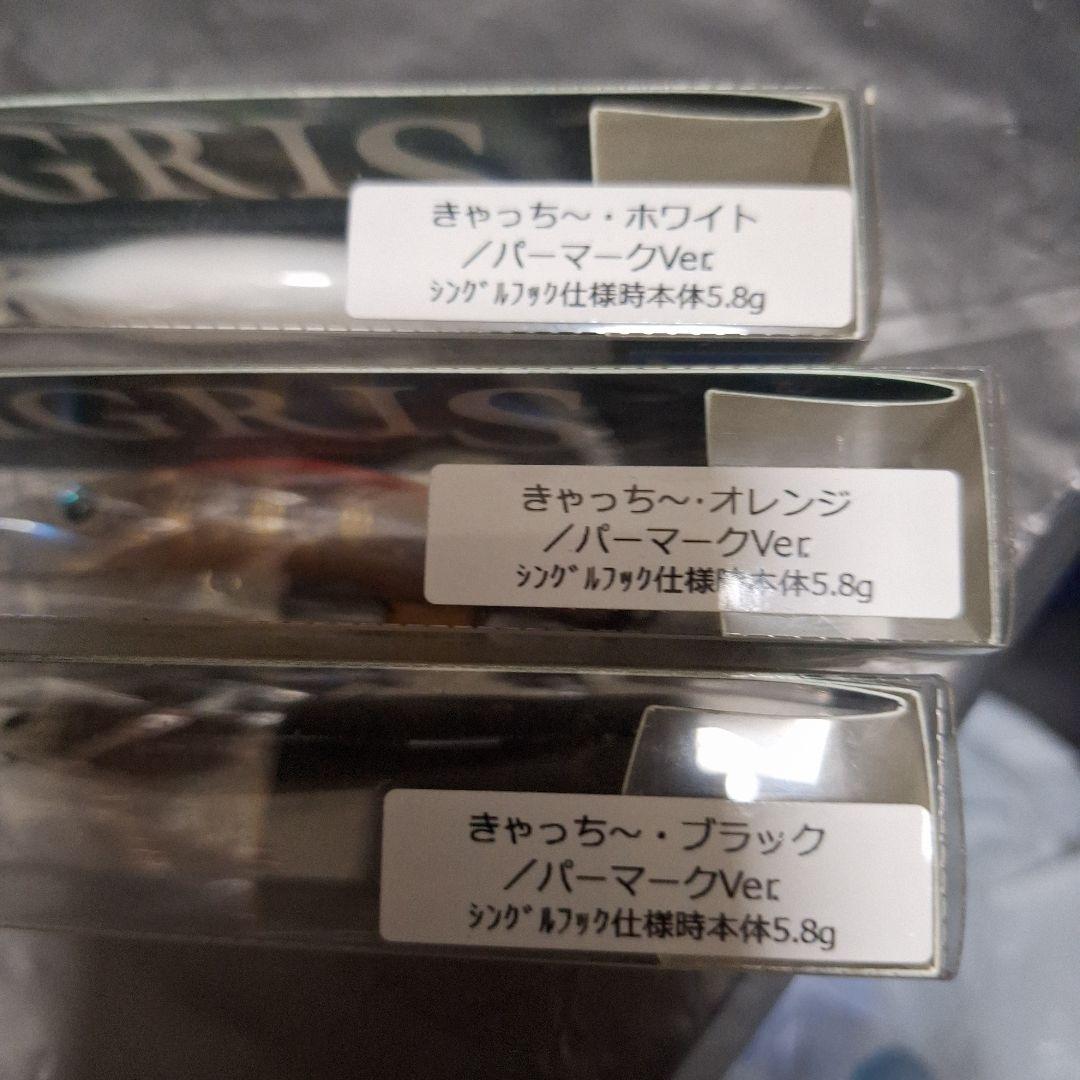 GRIS
きゃっち～・ホワイト
／パーマークVer.
ｼﾝｸﾞﾙﾌｯｸ仕様時本体5.8g
GRIS
きゃっち～・オレンジ
／パーマークVer.
ｼﾝｸﾞﾙﾌｯｸ仕様時本体5.8g
きゃっち～・ブラック
／パーマークVer.
ｼﾝｸﾞﾙﾌｯｸ仕様時本体5.8g